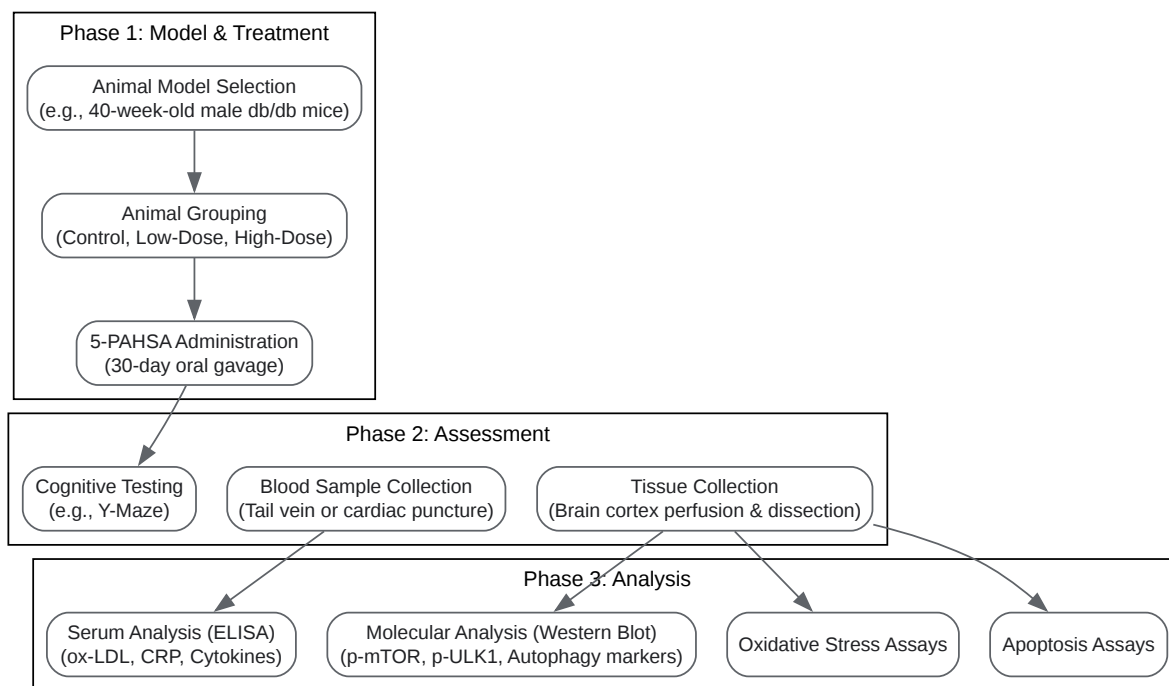 Phase 1: Model & Treatment
Animal Model Selection
(e.g., 40-week-old male db/db mice)
Animal Grouping
(Control, Low-Dose, High-Dose)
5-PAHSA Administration
(30-day oral gavage)
Phase 2: Assessment
Cognitive Testing
(e.g., Y-Maze)
Blood Sample Collection
(Tail vein or cardiac puncture)
Tissue Collection
(Brain cortex perfusion & dissection)
Phase 3: Analysis
Serum Analysis (ELISA)
(ox-LDL, CRP, Cytokines)
Molecular Analysis (Western Blot)
(p-mTOR, p-ULK1, Autophagy markers)
Oxidative Stress Assays
Apoptosis Assays